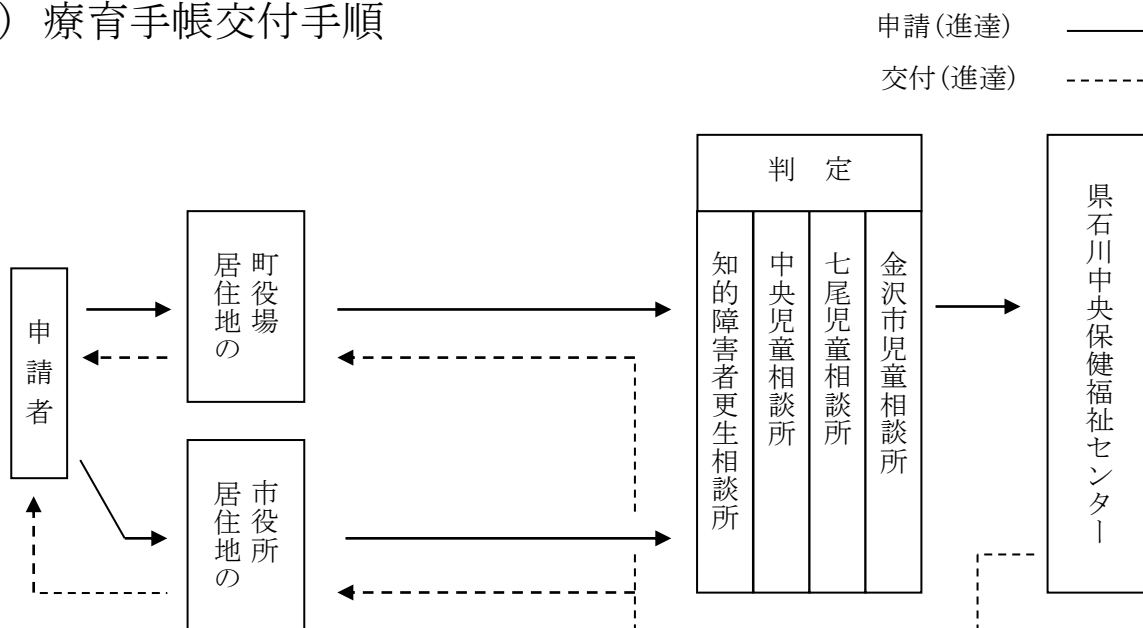 ) 療育手帳交付手順
申請(進達)
交付(進達)
申請者
町役場
居住地の
市役所
居住地の
判 定
知的障害者更生相談所
中央児童相談所
七尾児童相談所
金沢市児童相談所
県石川中央保健福祉センター